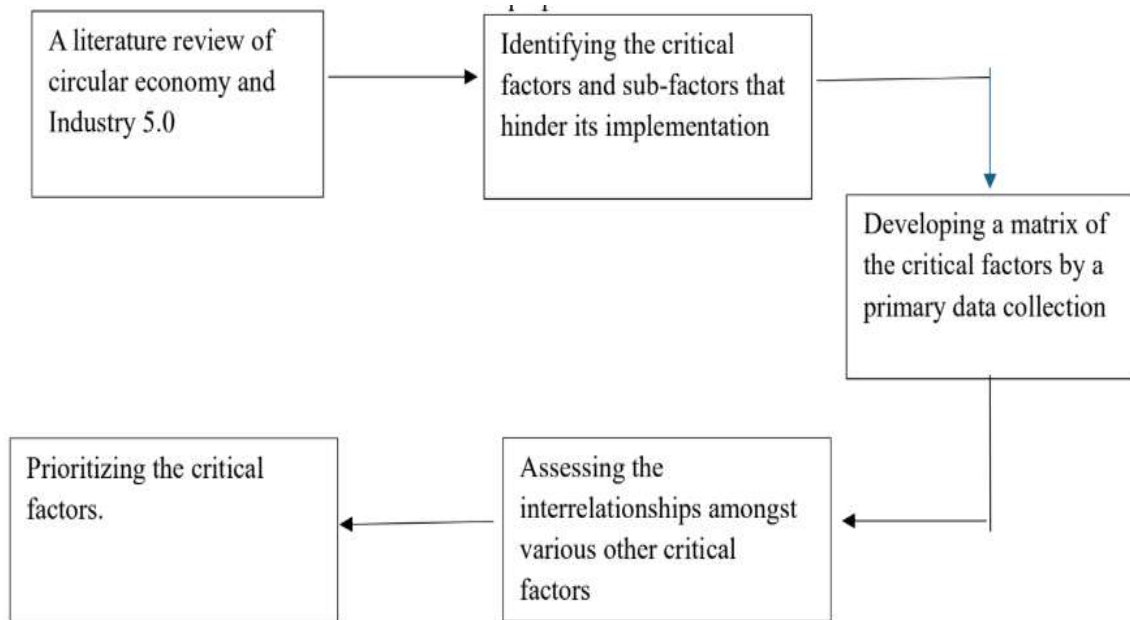 A literature review of
circular economy and
Industry 5.0
Identifying the critical
factors and sub-factors that
hinder its implementation
Developing a matrix of
the critical factors by a
primary data collection
Assessing the
interrelationships amongst
various other critical
factors
Prioritizing the critical
factors.